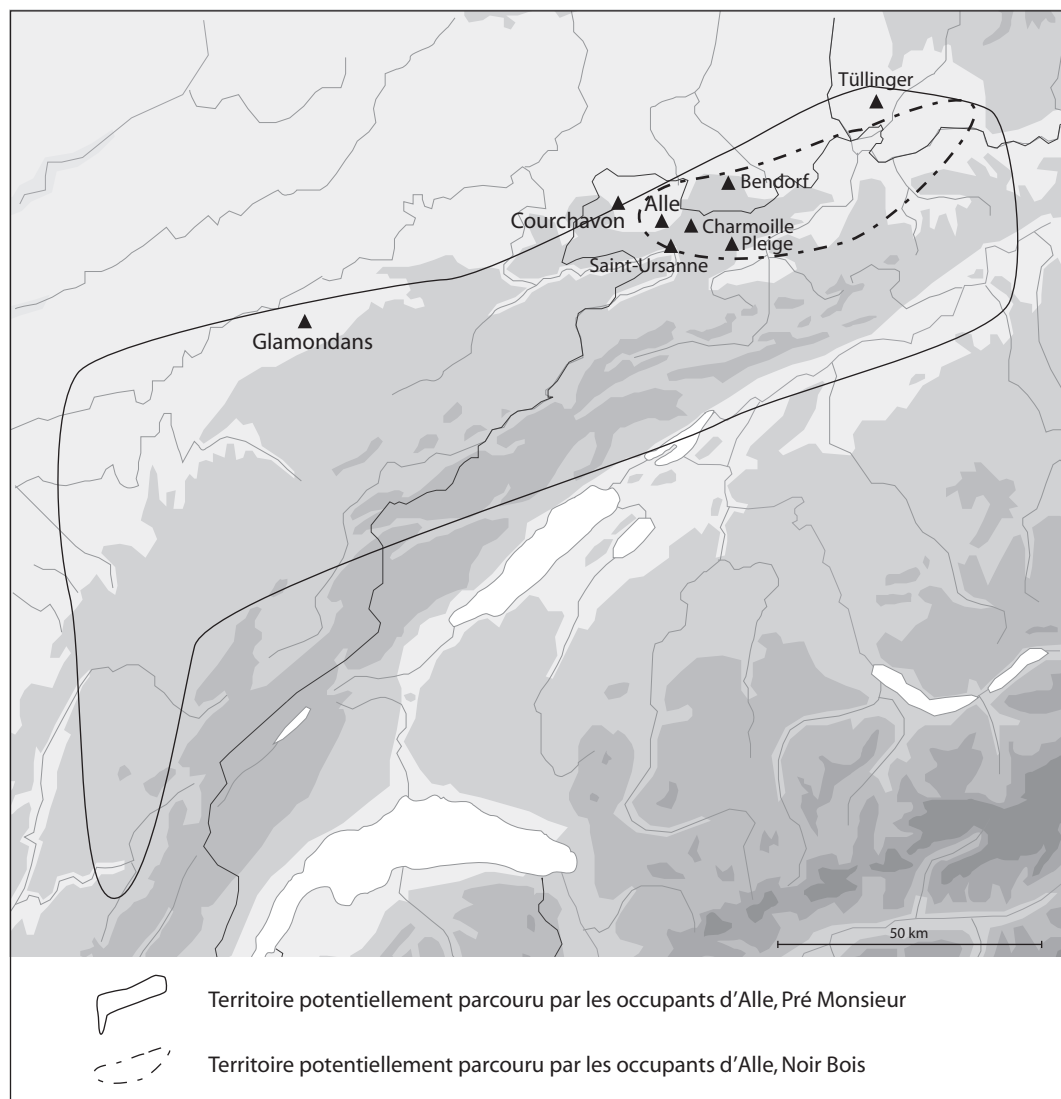 Tüllinger
Bendorf
Alle
Courchavon
Charmoille
Pleige
Saint-Ursanne
Glamondans
50 km
Territoire potentiellement parcouru par les occupants d’Alle, Pré Monsieur
Territoire potentiellement parcouru par les occupants d’Alle, Noir Bois